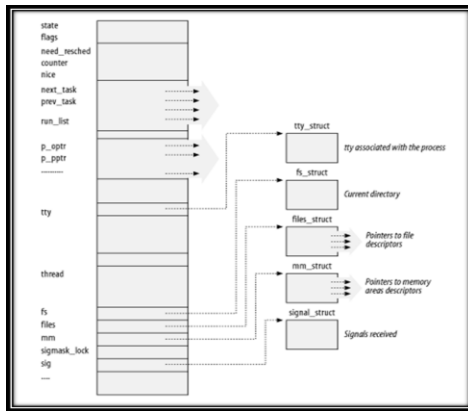 state
flags
need_resched
counter
nice
next_task
prev_task
run_list
p_optr
p_pptr
---------
tty
thread
fs
files
mm
sigmask_lock
sig
----
tty_struct
tty associated with the process
fs_struct
Current directory
files_struct
Pointers to file
descriptors
mm_struct
Pointers to memory
areas descriptors
signal_struct
Signals received